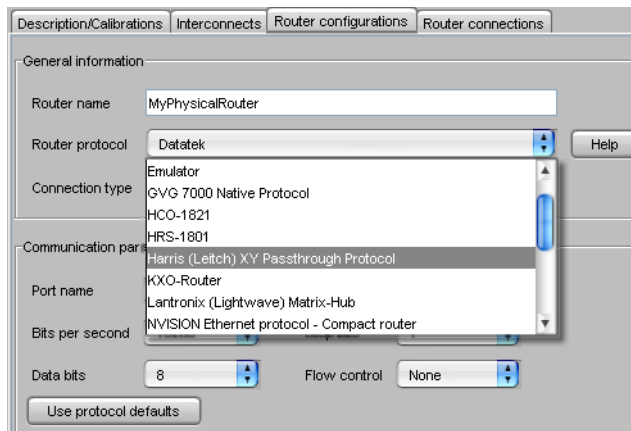 Description/Calibrations Interconnects Router configurations Router connections
General information
Router name MyPhysicalRouter
Router protocol Datatek Help
Emulator
Connection type GVG 7000 Native Protocol
HCO-1821
HRS-1801
Communication par
Harris (Leitch) XY Passthrough Protocol
KXO-Router
Port name
Lantronix (Lightwave) Matrix-Hub
NVISION Ethernet protocol - Compact router
Bits per second
Data bits 8 Flow control None
Use protocol defaults